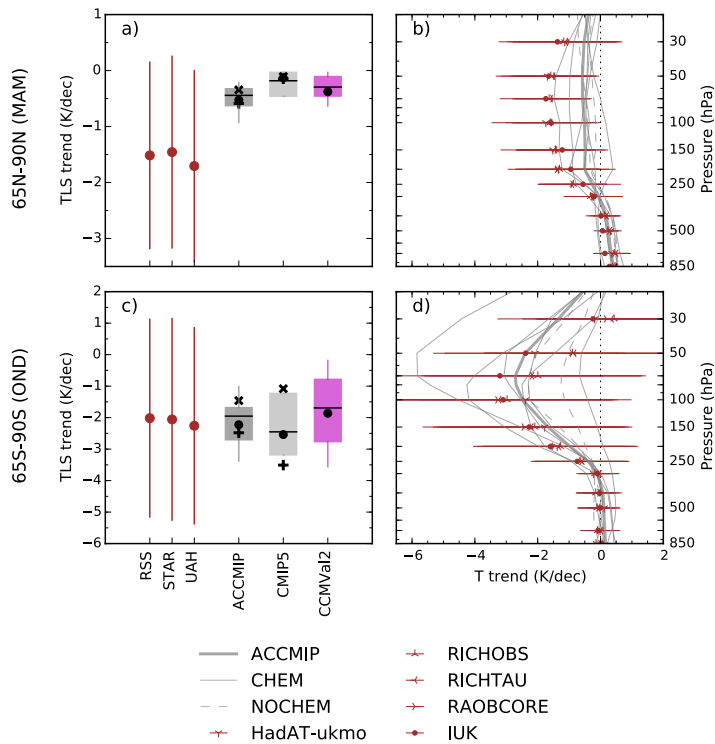 a)
b)
1
0
−1
−2
−3
TLS trend (K/dec)
65N-90N (MAM)
30
50
100
150
250
500
850
Pressure (hPa)
c)
d)
2
1
0
−1
−2
−3
−4
−5
−6
TLS trend (K/dec)
65S-90S (OND)
30
50
100
150
250
500
850
Pressure (hPa)
RSS
STAR
UAH
ACCMIP
CMIP5
CCMVal2
−6
−4
−2
0
2
T trend (K/dec)
ACCMIP
CHEM
NOCHEM
HadAT-ukmo
RICHOBS
RICHTAU
RAOBCORE
IUK